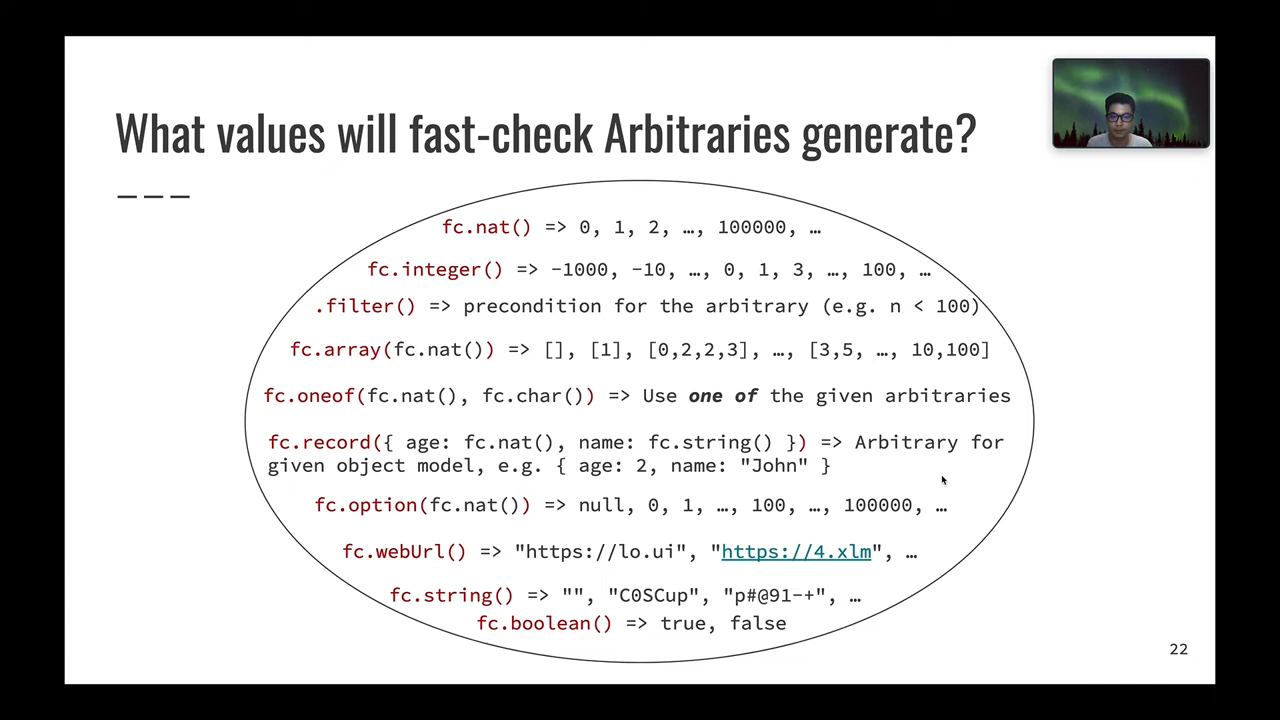 What values will fast-check Arbitraries generate?
fc.nat() => 0, 1, 2, …, 100000, …
fc.integer() => -1000, -10, …, 0, 1, 3, …, 100, …
.filter() => precondition for the arbitrary (e.g. n < 100)
fc.array(fc.nat()) => [], [1], [0,2,2,3], …, [3,5, …, 10,100]
fc.oneof(fc.nat(), fc.char()) => Use one of the given arbitraries
fc.record({ age: fc.nat(), name: fc.string() }) => Arbitrary for
given object model, e.g. { age: 2, name: "John" }
fc.option(fc.nat()) => null, 0, 1, …, 100, …, 100000, …
fc.webUrl() => "https://lo.ui", "https://4.xlm", …
fc.string() => "", "C0SCup", "p#@91-+", …
fc.boolean() => true, false
22